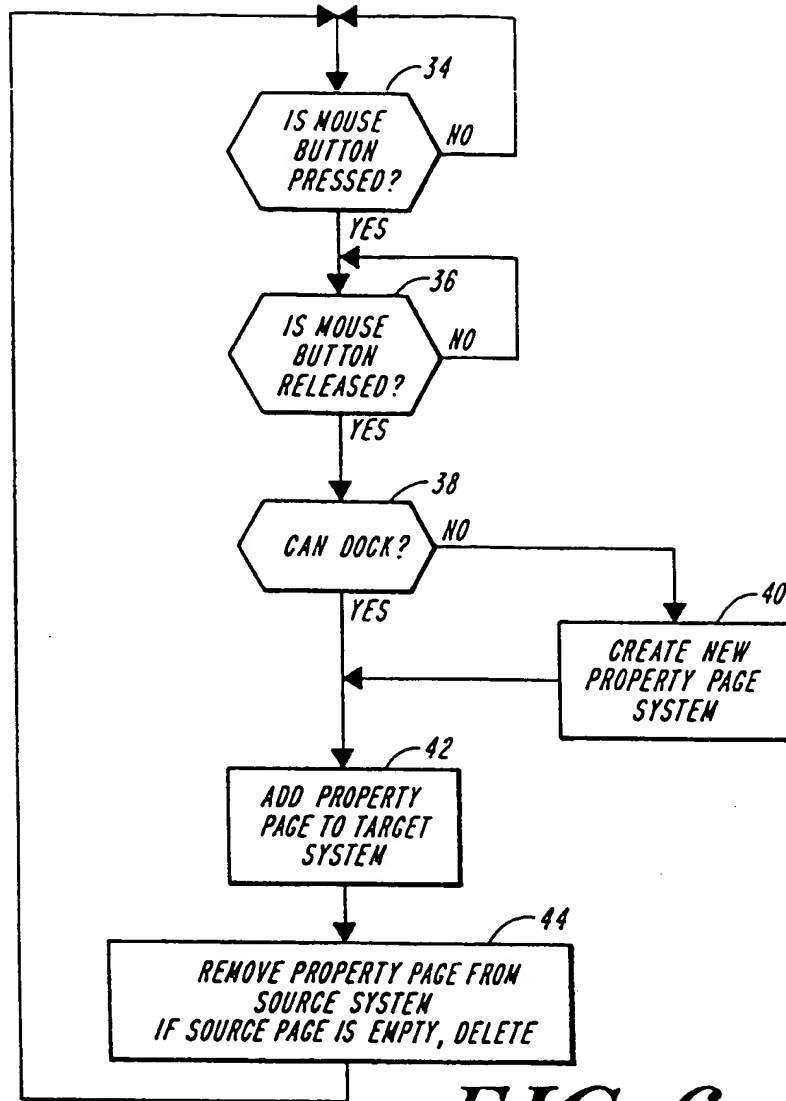 34
IS MOUSE
BUTTON
PRESSED?
NO
YES
36
IS MOUSE
BUTTON
RELEASED?
NO
YES
38
CAN DOCK?
NO
YES
40
CREATE NEW
PROPERTY PAGE
SYSTEM
42
ADD PROPERTY
PAGE TO TARGET
SYSTEM
44
REMOVE PROPERTY PAGE FROM
SOURCE SYSTEM
IF SOURCE PAGE IS EMPTY, DELETE
FIG. 6